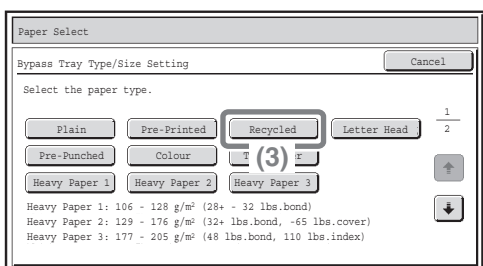 Paper Select
Bypass Tray Type/Size Setting Cancel
Select the paper type.
Plain Pre-Printed Recycled Letter Head
1
2
Pre-Punched Colour (3)
Heavy Paper 1 Heavy Paper 2 Heavy Paper 3
Heavy Paper 1: 106 - 128 g/m² (28+ - 32 lbs.bond)
Heavy Paper 2: 129 - 176 g/m² (32+ lbs.bond, -65 lbs.cover)
Heavy Paper 3: 177 - 205 g/m² (48 lbs.bond, 110 lbs.index)